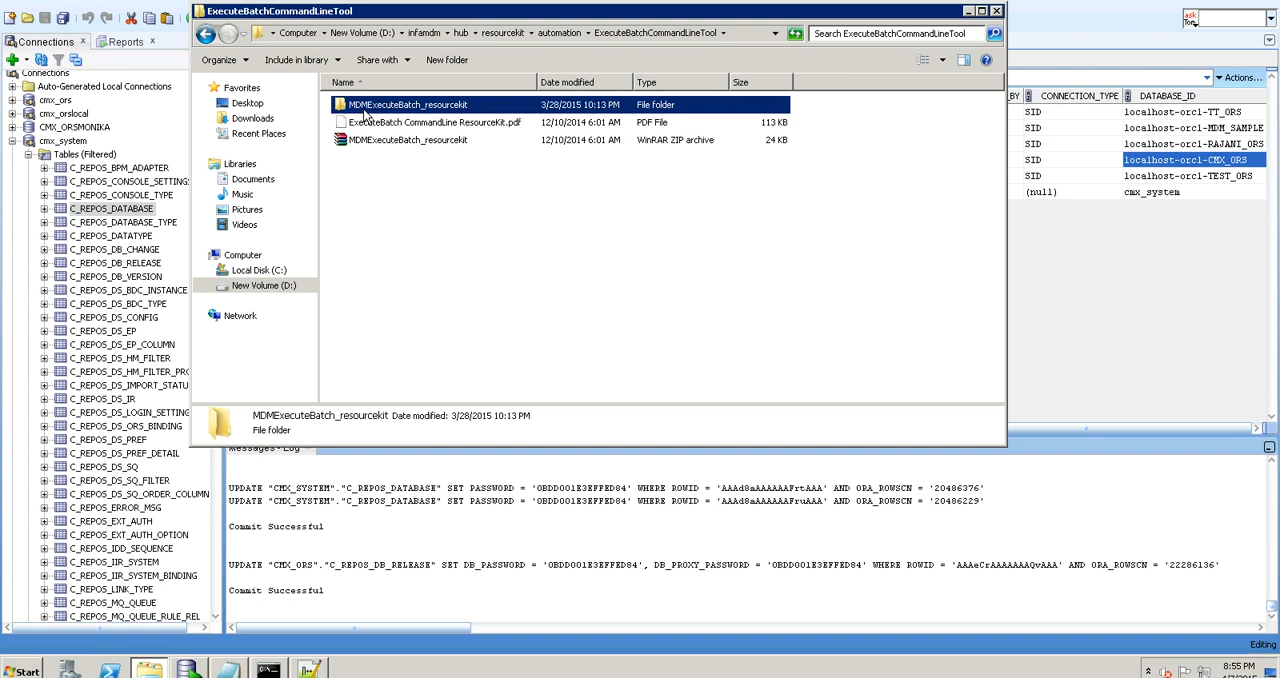 ExecuteBatchCommandLineTool
Computer New Volume (D:) infamdm hub resourcekit automation ExecuteBatchCommandLineTool
Search ExecuteBatchCommandLineTool
Organize Include in library Share with New folder
Name Date modified Type Size
MDMExecuteBatch_resourcekit 3/28/2015 10:13 PM File folder
ExecuteBatch CommandLine ResourceKit.pdf 12/10/2014 6:01 AM PDF File 113 KB
MDMExecuteBatch_resourcekit 12/10/2014 6:01 AM WinRAR ZIP archive 24 KB
Favorites
Desktop
Downloads
Recent Places
Libraries
Documents
Music
Pictures
Videos
Computer
Local Disk (C:)
New Volume (D:)
Network
MDMExecuteBatch_resourcekit Date modified: 3/28/2015 10:13 PM
File folder
Connections Reports
Connections
Auto-Generated Local Connections
cmx_ors
cmx_orslocal
CMX_ORSMONIKA
cmx_system
Tables (Filtered)
C_REPOS_BPM_ADAPTER
C_REPOS_CONSOLE_SETTING
C_REPOS_CONSOLE_TYPE
C_REPOS_DATABASE
C_REPOS_DATABASE_TYPE
C_REPOS_DATATYPE
C_REPOS_DB_CHANGE
C_REPOS_DB_RELEASE
C_REPOS_DB_VERSION
C_REPOS_DS_BDC_INSTANCE
C_REPOS_DS_BDC_TYPE
C_REPOS_DS_CONFIG
C_REPOS_DS_EP
C_REPOS_DS_EP_COLUMN
C_REPOS_DS_HM_FILTER
C_REPOS_DS_HM_FILTER_PRO
C_REPOS_DS_IMPORT_STATU
C_REPOS_DS_IR
C_REPOS_DS_LOGIN_SETTING
C_REPOS_DS_ORS_BINDING
C_REPOS_DS_PREF
C_REPOS_DS_PREF_DETAIL
C_REPOS_DS_SQ
C_REPOS_DS_SQ_FILTER
C_REPOS_DS_SQ_ORDER_COLUMN
C_REPOS_ERROR_MSG
C_REPOS_EXT_AUTH
C_REPOS_EXT_AUTH_OPTION
C_REPOS_IDD_SEQUENCE
C_REPOS_IIR_SYSTEM
C_REPOS_IIR_SYSTEM_BINDING
C_REPOS_LINK_TYPE
C_REPOS_MQ_QUEUE
C_REPOS_MQ_QUEUE_RULE_REL
ask
Tom
Actions...
_BY CONNECTION_TYPE DATABASE_ID
SID localhost-orcl-TT_ORS
SID localhost-orcl-MDM_SAMPLE
SID localhost-orcl-RAJANI_ORS
SID localhost-orcl-CMX_ORS
SID localhost-orcl-TEST_ORS
(null) cmx_system
Messages - Log
UPDATE "CMX_SYSTEM"."C_REPOS_DATABASE" SET PASSWORD = '0BDD001E3EFFED84' WHERE ROWID = 'AAAd8aAAAAAAFrtAAA' AND ORA_ROWSCN = '20486376'
UPDATE "CMX_SYSTEM"."C_REPOS_DATABASE" SET PASSWORD = '0BDD001E3EFFED84' WHERE ROWID = 'AAAd8aAAAAAAFruAAA' AND ORA_ROWSCN = '20486229'
Commit Successful
UPDATE "CMX_ORS"."C_REPOS_DB_RELEASE" SET DB_PASSWORD = '0BDD001E3EFFED84', DB_PROXY_PASSWORD = '0BDD001E3EFFED84' WHERE ROWID = 'AAAeCrAAAAAAAQvAAA' AND ORA_ROWSCN = '22286136'
Commit Successful
Editing
Start
8:55 PM